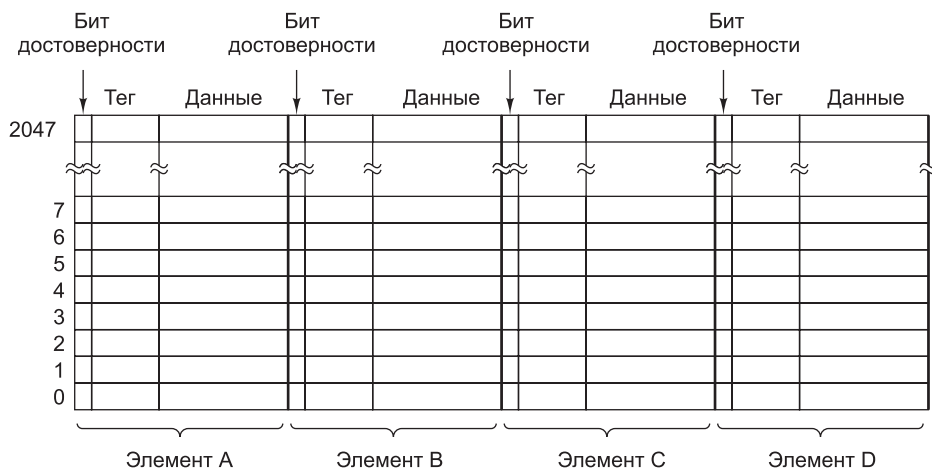 Бит достоверности
Бит достоверности
Бит достоверности
Бит достоверности
Тег Данные Тег Данные Тег Данные Тег Данные
2047
7
6
5
4
3
2
1
0
Элемент A Элемент B Элемент C Элемент D